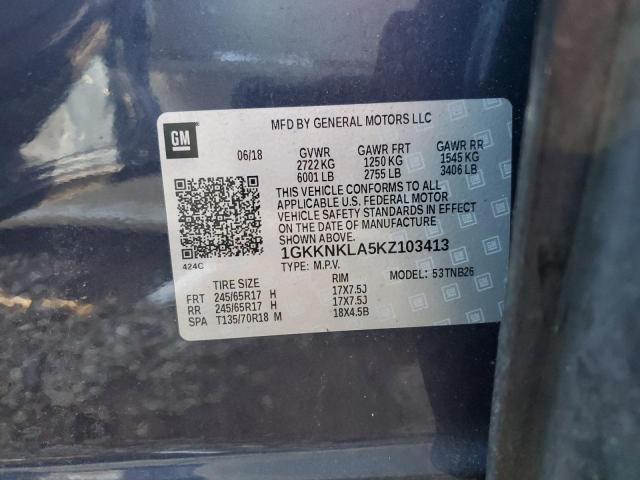 GM
MFD BY GENERAL MOTORS LLC
06/18 GVWR GAWR FRT GAWR RR
2722 KG 1250 KG 1545 KG
6001 LB 2755 LB 3406 LB
THIS VEHICLE CONFORMS TO ALL
APPLICABLE U.S. FEDERAL MOTOR
VEHICLE SAFETY STANDARDS IN EFFECT
ON THE DATE OF MANUFACTURE SHOWN
ABOVE.
1GKKNKLA5KZ103413
424C TYPE: M.P.V. MODEL: 53TNB26
TIRE SIZE RIM
FRT 245/65R17 H 17X7.5J
RR 245/65R17 H 17X7.5J
SPA T135/70R18 M 18X4.5B